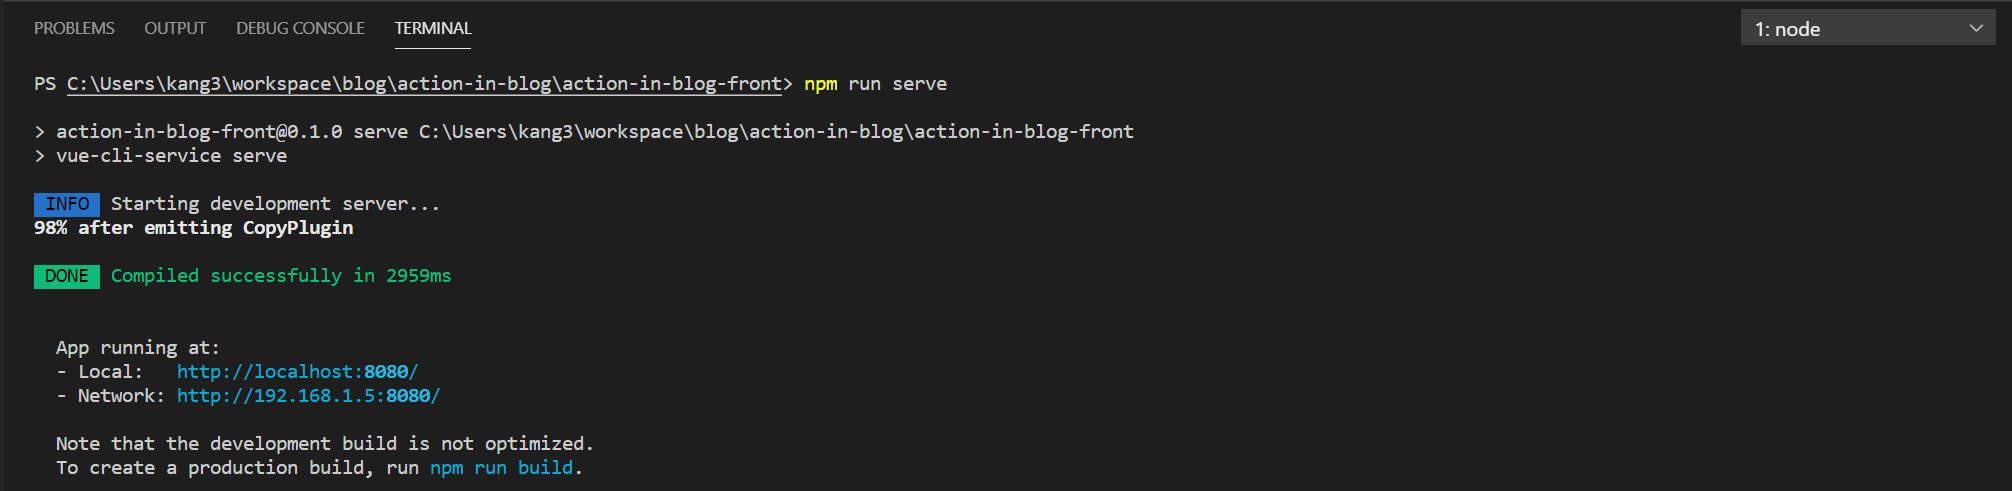 PROBLEMS OUTPUT DEBUG CONSOLE TERMINAL 1: node
PS C:\Users\kang3\workspace\blog\action-in-blog\action-in-blog-front> npm run serve
> action-in-blog-front@0.1.0 serve C:\Users\kang3\workspace\blog\action-in-blog\action-in-blog-front
> vue-cli-service serve
INFO Starting development server...
98% after emitting CopyPlugin
DONE Compiled successfully in 2959ms
App running at:
- Local: http://localhost:8080/
- Network: http://192.168.1.5:8080/
Note that the development build is not optimized.
To create a production build, run npm run build.